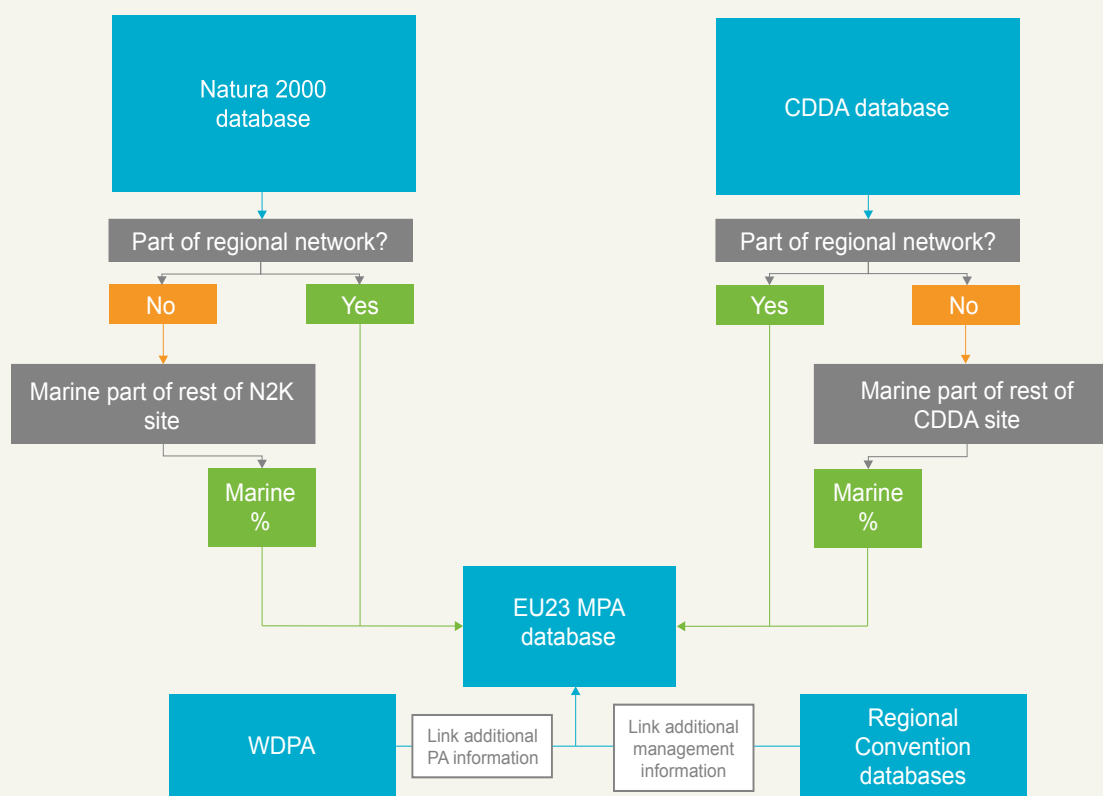 Natura 2000
database
CDDA database
Part of regional network?
Part of regional network?
No
Yes
Yes
No
Marine part of rest of N2K
site
Marine part of rest of
CDDA site
Marine
%
Marine
%
EU23 MPA
database
WDPA
Link additional
PA information
Link additional
management
information
Regional
Convention
databases